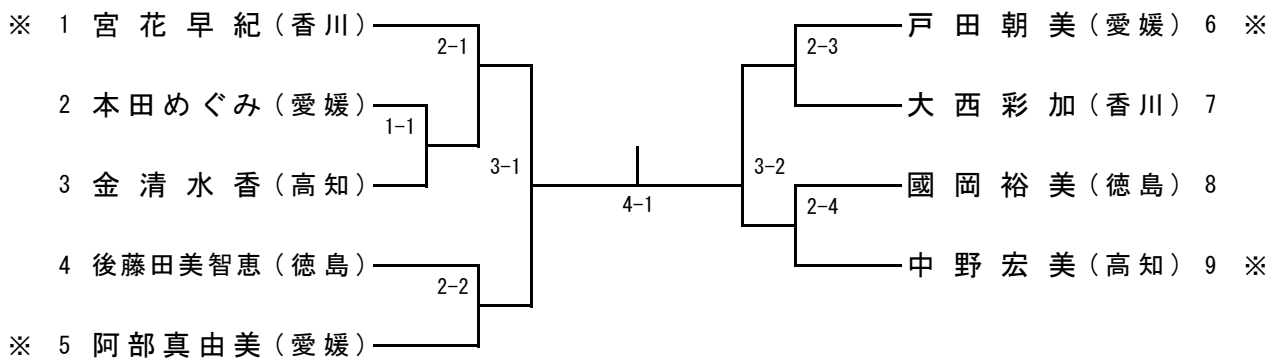 ※ 1 宮花早紀(香川)
2-1
2 本田めぐみ(愛媛)
1-1
3 金清水香(高知)
3-1
4 後藤田美智恵(徳島)
2-2
※ 5 阿部真由美(愛媛)
4-1
戸田朝美(愛媛) 6 ※
2-3
大西彩加(香川) 7
3-2
國岡裕美(徳島) 8
2-4
中野宏美(高知) 9 ※